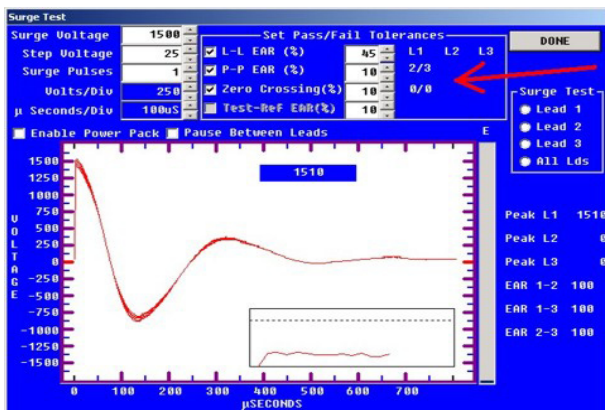 Surge Test
Surge Voltage 1500
Step Voltage 25
Surge Pulses 1
Volts/Div 250
µ Seconds/Div 100uS
Set Pass/Fail Tolerances
L-L EAR (%) 45 L1 L2 L3
P-P EAR (%) 10 2/3
Zero Crossing(%) 10 0/0
Test-Ref EAR(%) 10
DONE
Surge Test
Lead 1
Lead 2
Lead 3
All Lds
Enable Power Pack Pause Between Leads E
1510
VOLTAGE
1500
1250
1000
750
500
250
0
-250
-500
-750
-1000
-1250
-1500
0 100 200 300 400 500 600 700
µSECONDS
Peak L1 1510
Peak L2 0
Peak L3 0
EAR 1-2 100
EAR 1-3 100
EAR 2-3 100